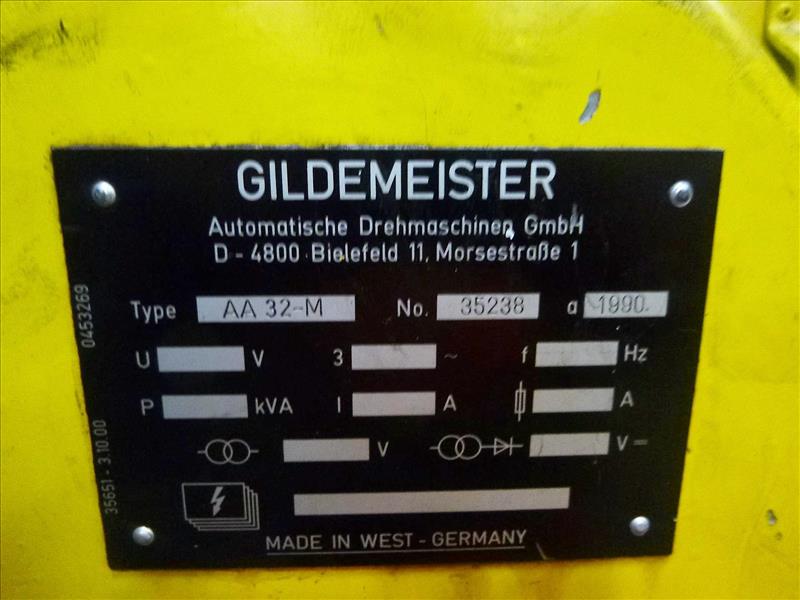 GILDEMEISTER
Automatische Drehmaschinen GmbH
D - 4800 Bielefeld 11, Morsestraße 1
Type AA 32-M No. 35238 a 1990.
U V 3 ~ f Hz
P kVA I A A
V V=
MADE IN WEST - GERMANY
0453269
35651 - 3.10.00